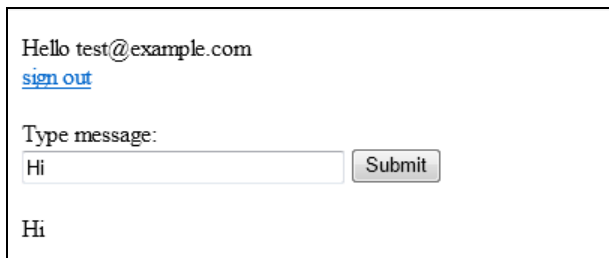 Hello test@example.com
sign out
Type message:
Hi Submit
Hi